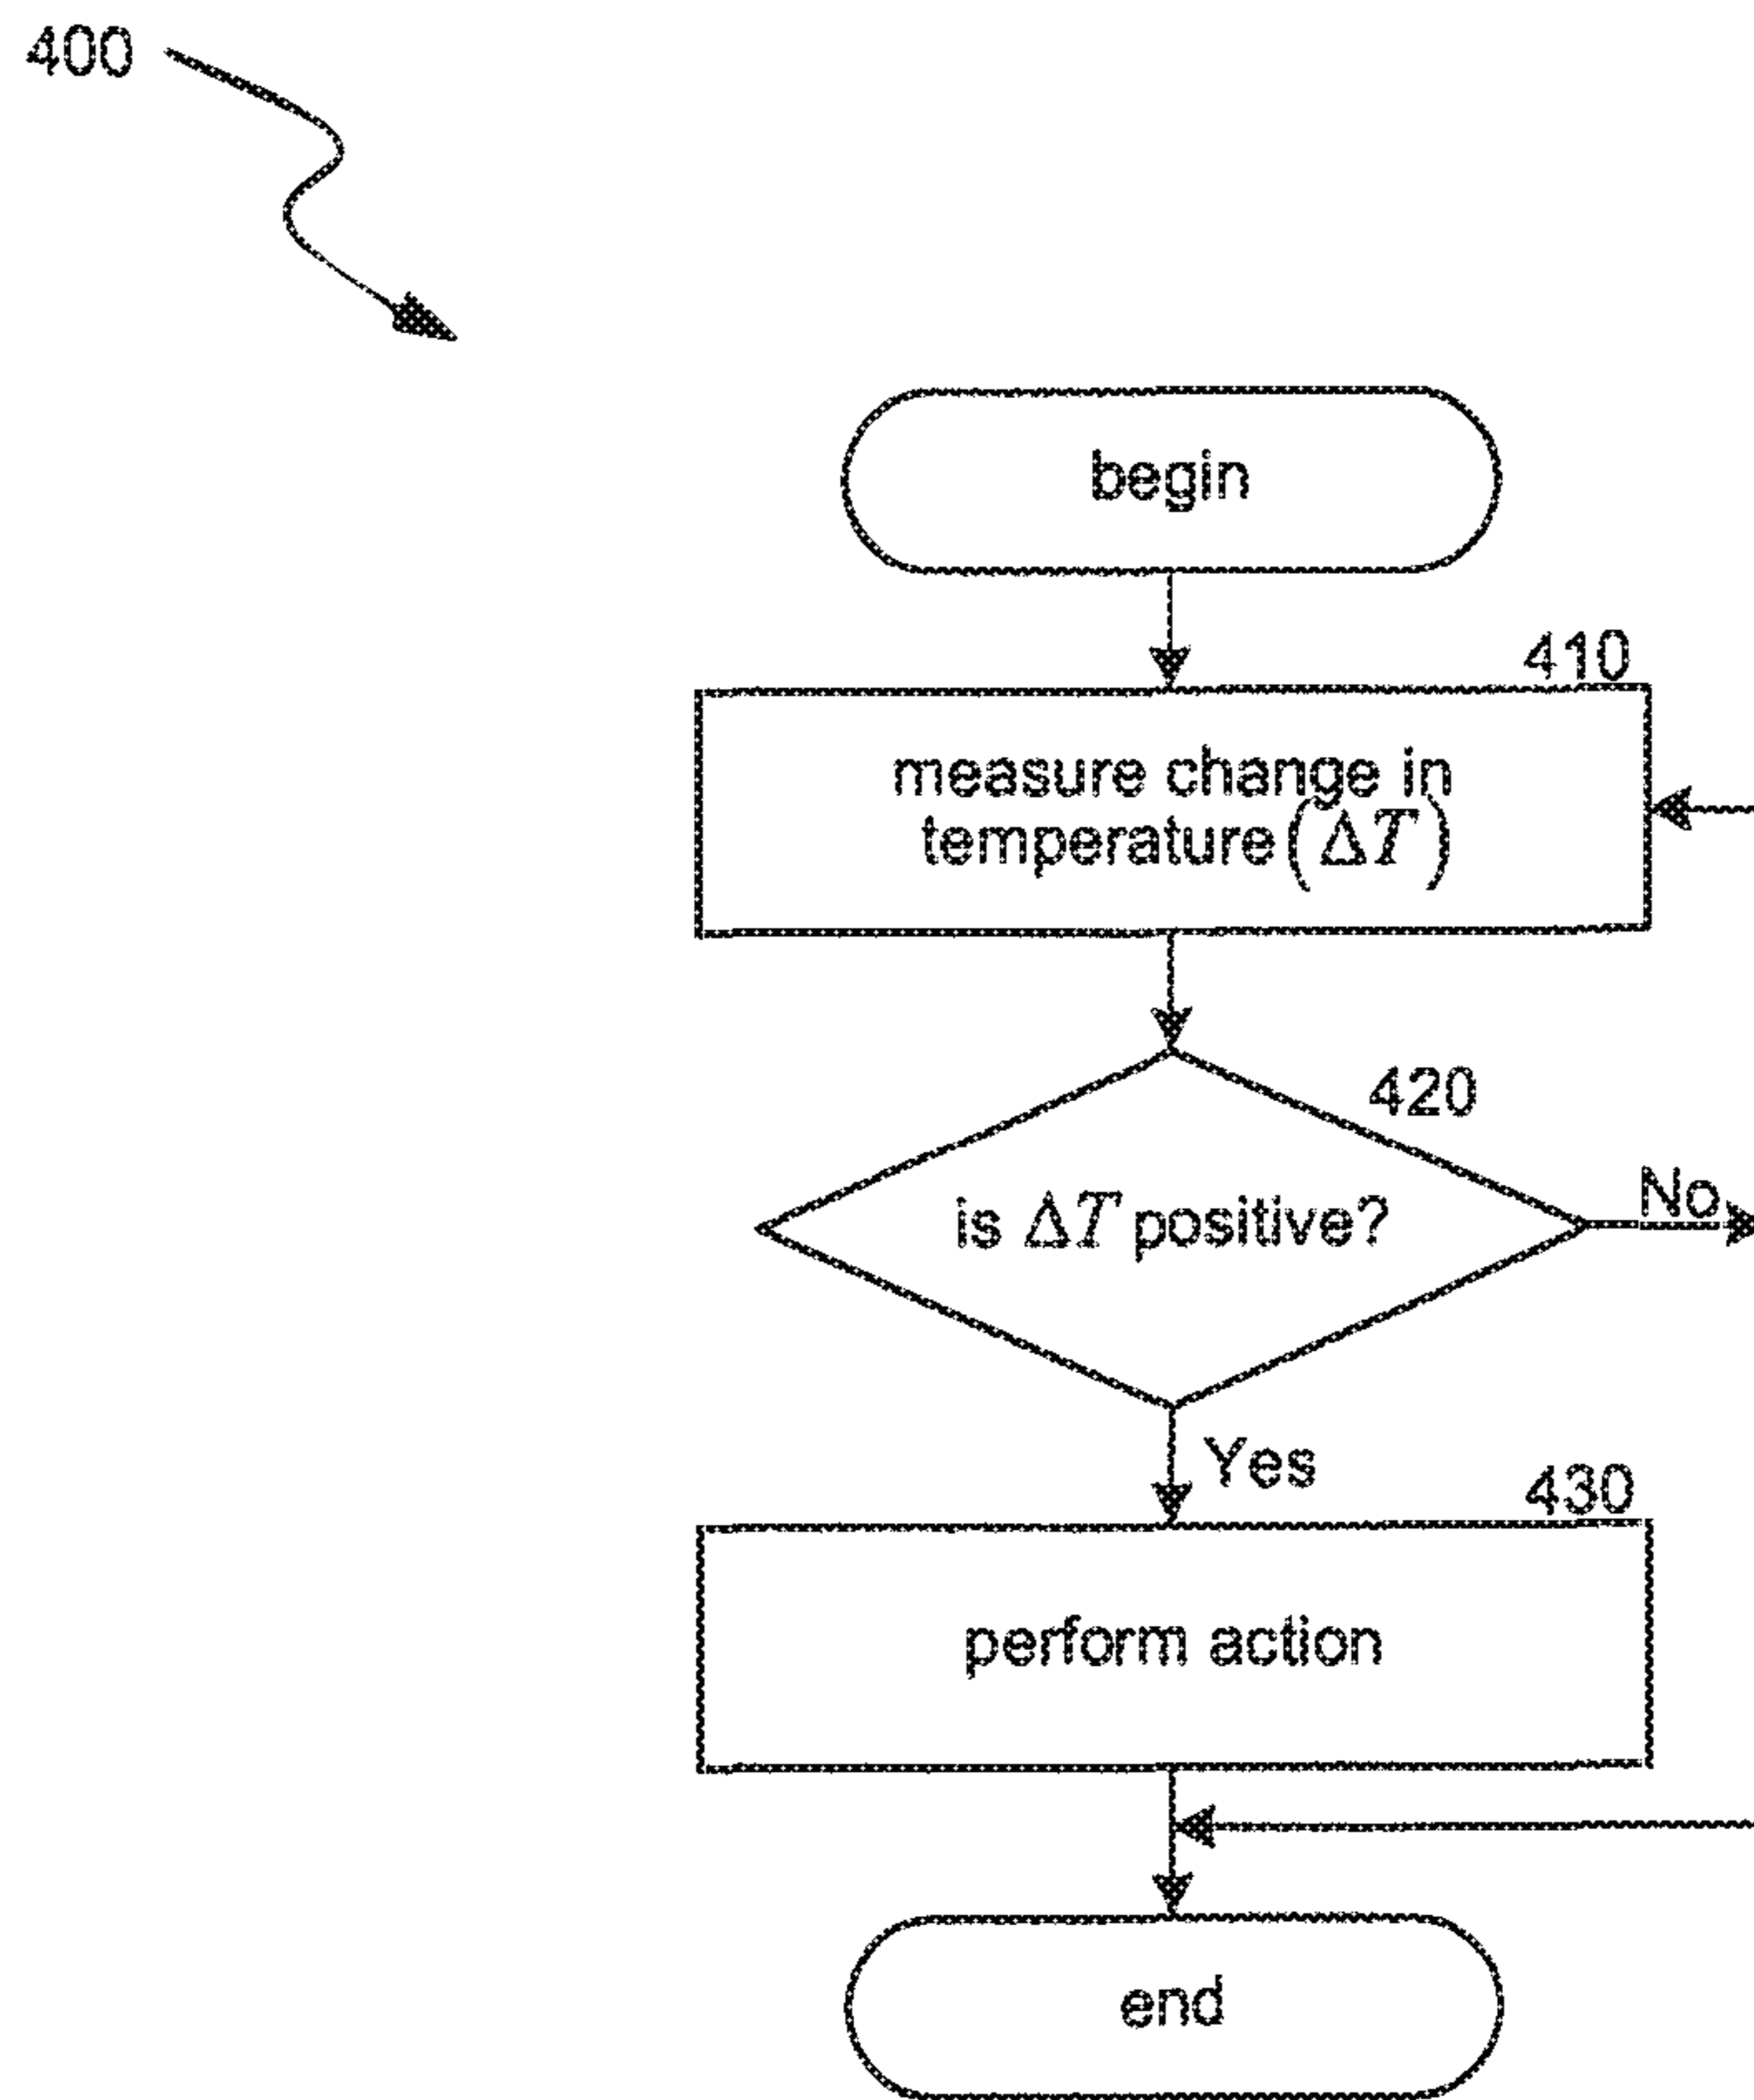 400
begin
410
measure change in
temperature (ΔT)
420
is ΔT positive?
No
Yes
430
perform action
end